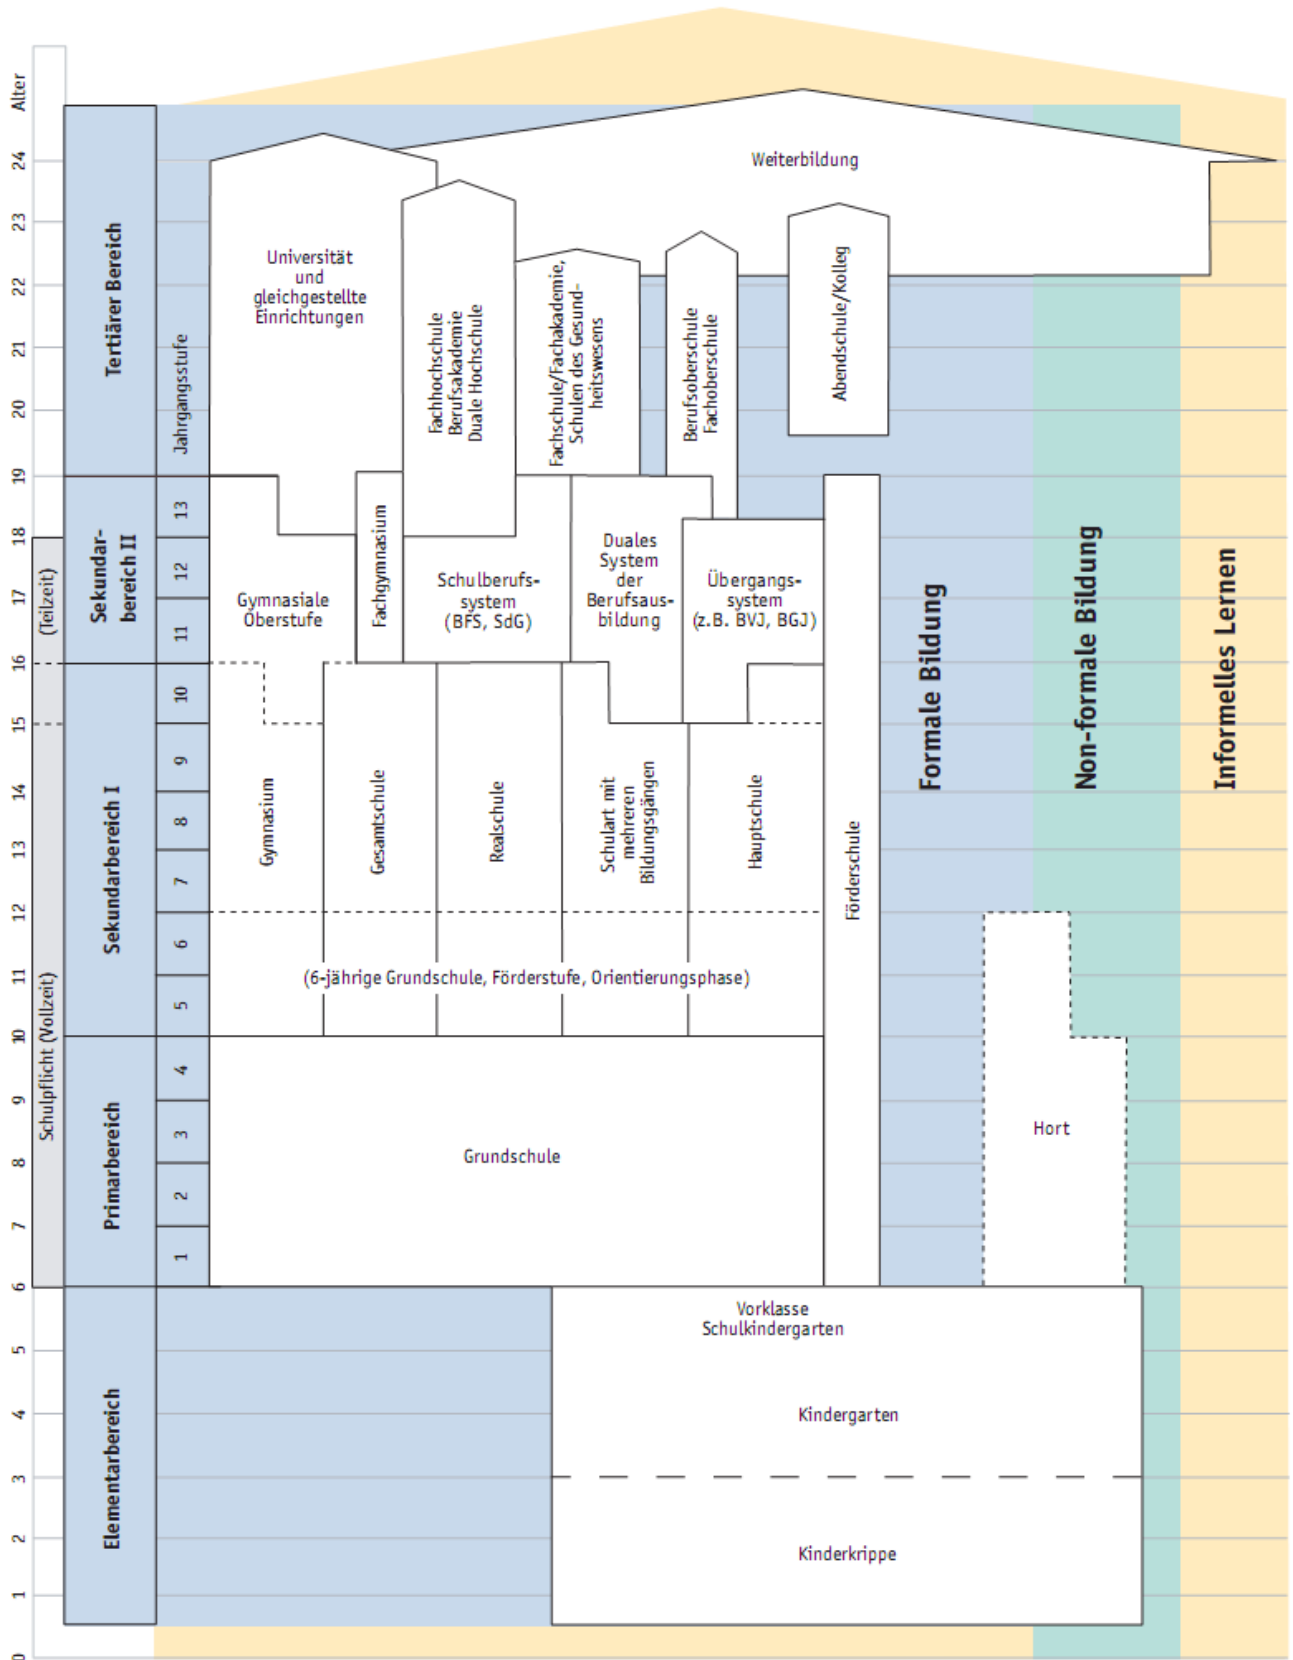 Alter
24
23
22
21
20
19
18
17
16
15
14
13
12
11
10
9
8
7
6
5
4
3
2
1
0
(Teilzeit)
Schulpflicht (Vollzeit)
Tertiärer Bereich
Sekundar-
bereich II
Sekundarbereich I
Primarbereich
Elementarbereich
Jahrgangsstufe
13
12
11
10
9
8
7
6
5
4
3
2
1
Weiterbildung
Universität
und
gleichgestellte
Einrichtungen
Fachhochschule
Berufsakademie
Duale Hochschule
Fachschule/Fachakademie,
Schulen des Gesund-
heitswesens
Berufsoberschule
Fachoberschule
Abendschule/Kolleg
Gymnasiale
Oberstufe
Fachgymnasium
Schulberufs-
system
(BFS, SdG)
Duales
System
der
Berufsaus-
bildung
Übergangs-
system
(z.B. BVJ, BGJ)
Gymnasium
Gesamtschule
Realschule
Schulart mit
mehreren
Bildungsgängen
Hauptschule
Förderschule
(6-jährige Grundschule, Förderstufe, Orientierungsphase)
Grundschule
Hort
Vorklasse
Schulkindergarten
Kindergarten
Kinderkrippe
Formale Bildung
Non-formale Bildung
Informelles Lernen